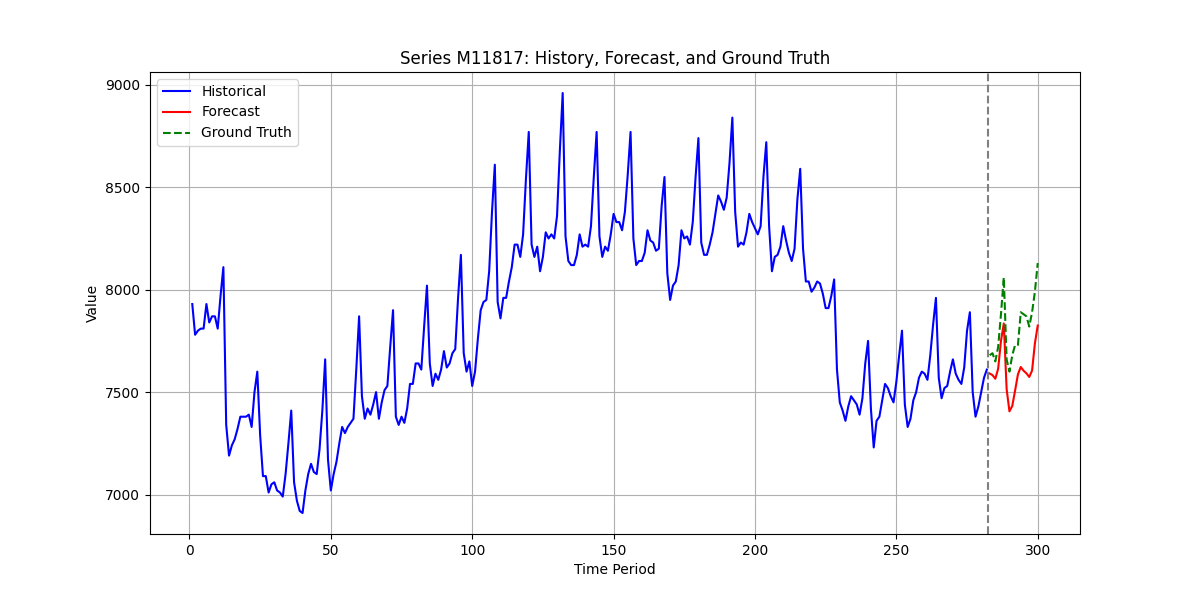 Series M11817: History, Forecast, and Ground Truth
Historical
Forecast
Ground Truth
Value
9000
8500
8000
7500
7000
0 50 100 150 200 250 300
Time Period